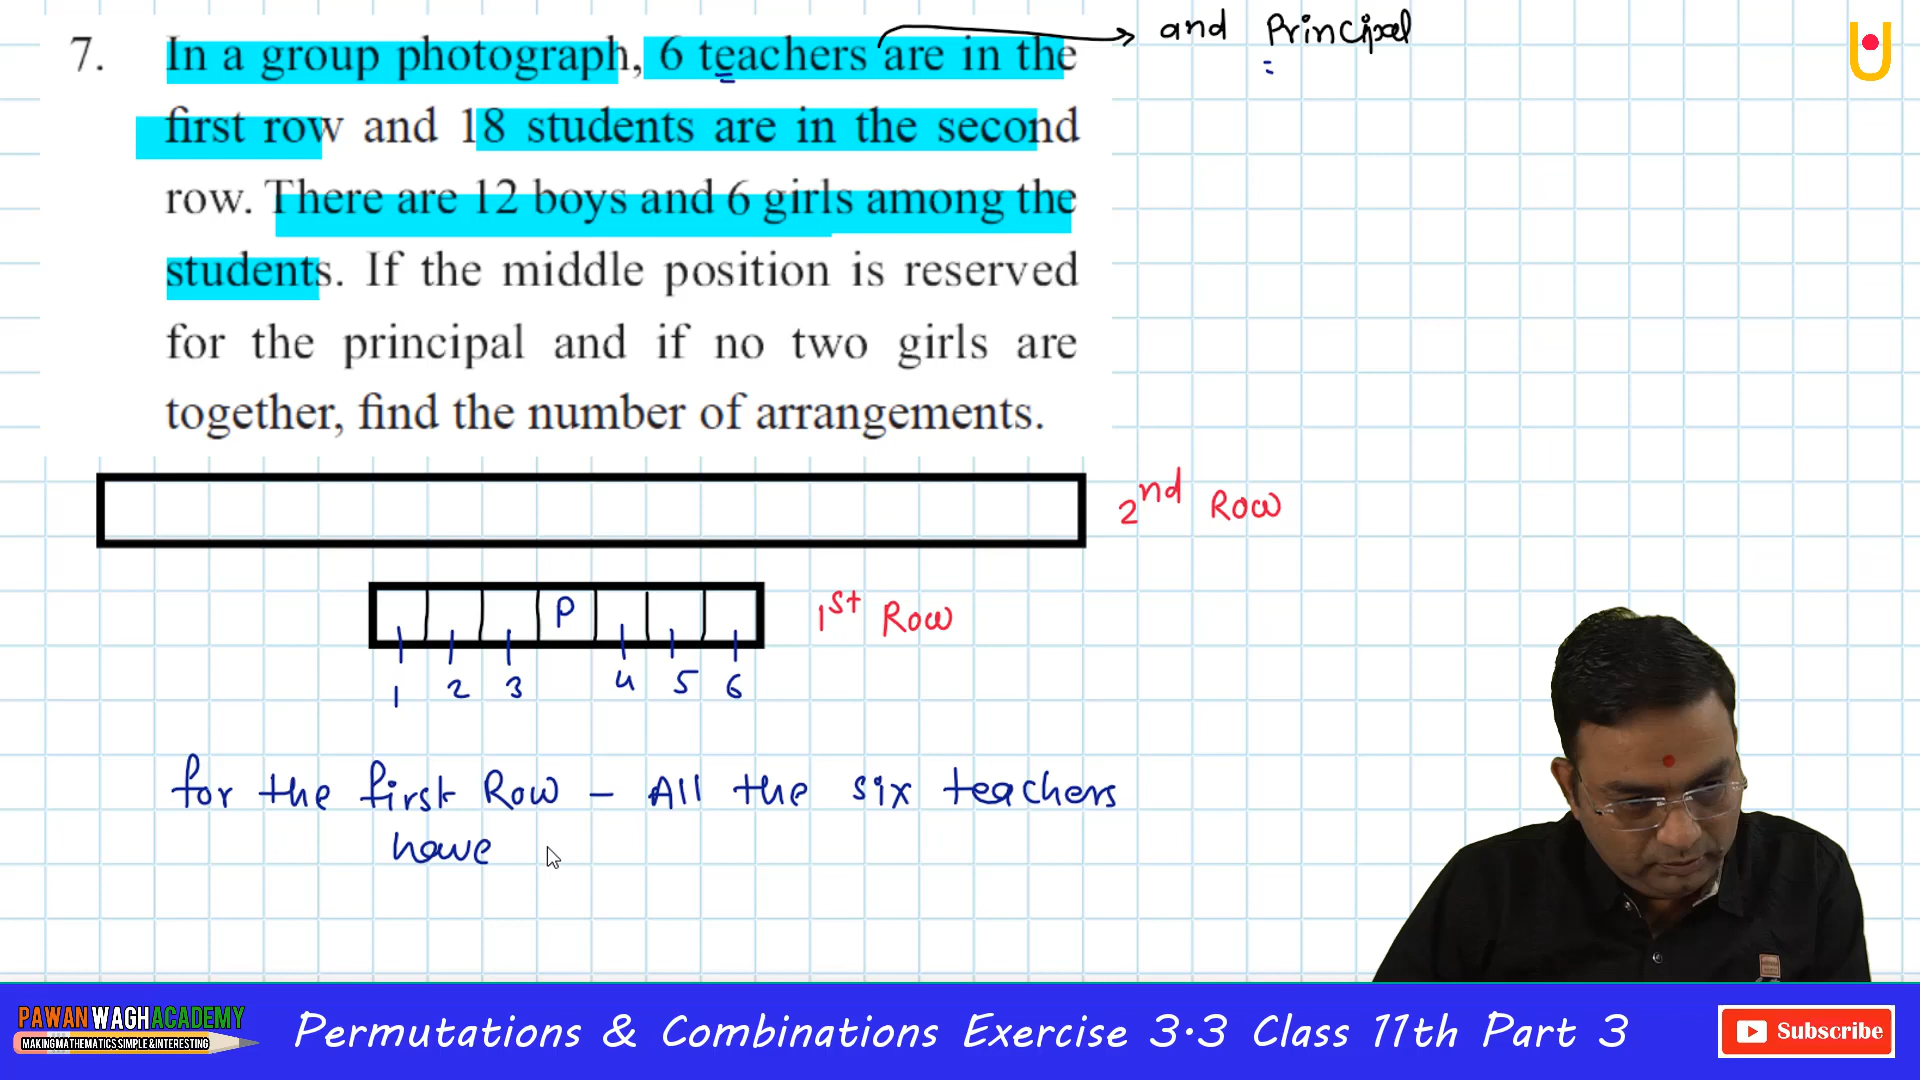 and Principal
7. In a group photograph, 6 teachers are in the
first row and 18 students are in the second
row. There are 12 boys and 6 girls among the
students. If the middle position is reserved
for the principal and if no two girls are
together, find the number of arrangements.
2nd Row
P
1st Row
1 2 3 4 5 6
for the first Row - All the six teachers
have
PAWAN WAGH ACADEMY
MAKING MATHEMATICS SIMPLE & INTERESTING
Permutations & Combinations Exercise 3.3 Class 11th Part 3
Subscribe